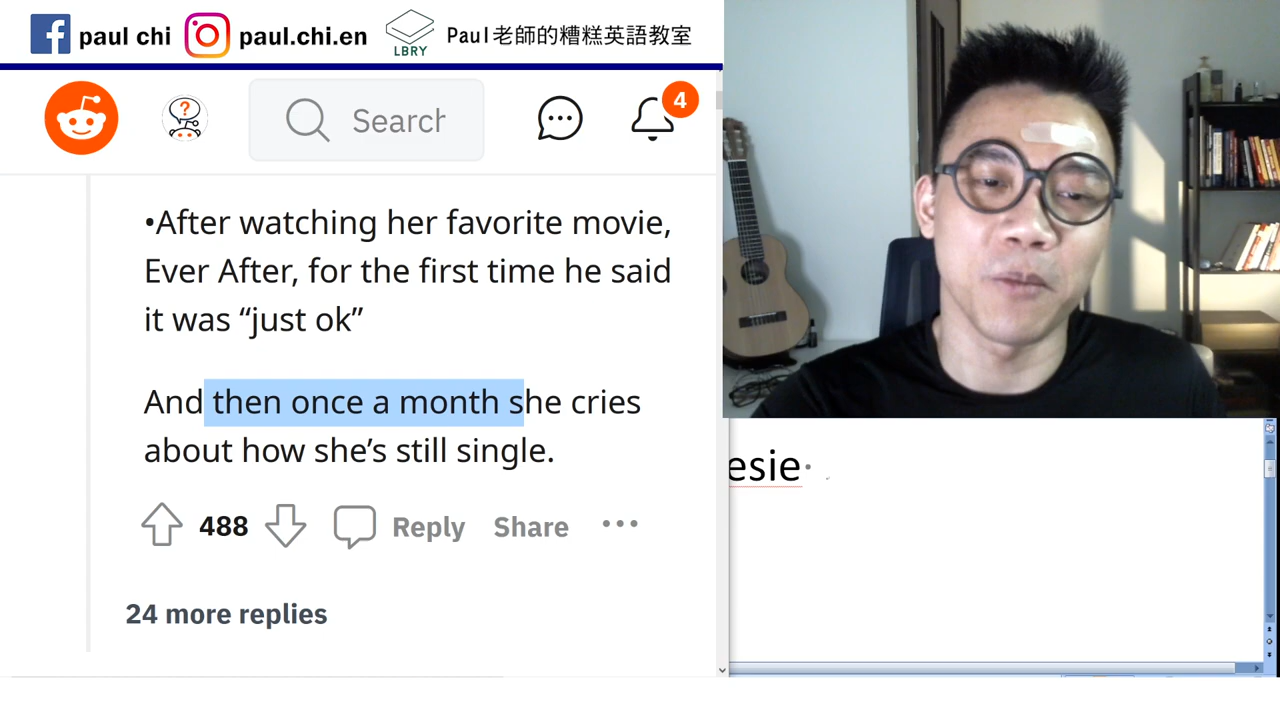 paul chi paul.chi.en LBRY Paul老師的糟糕英語教室
Search 4
•After watching her favorite movie,
Ever After, for the first time he said
it was “just ok”
And then once a month she cries
about how she’s still single.
488 Reply Share
24 more replies
esie